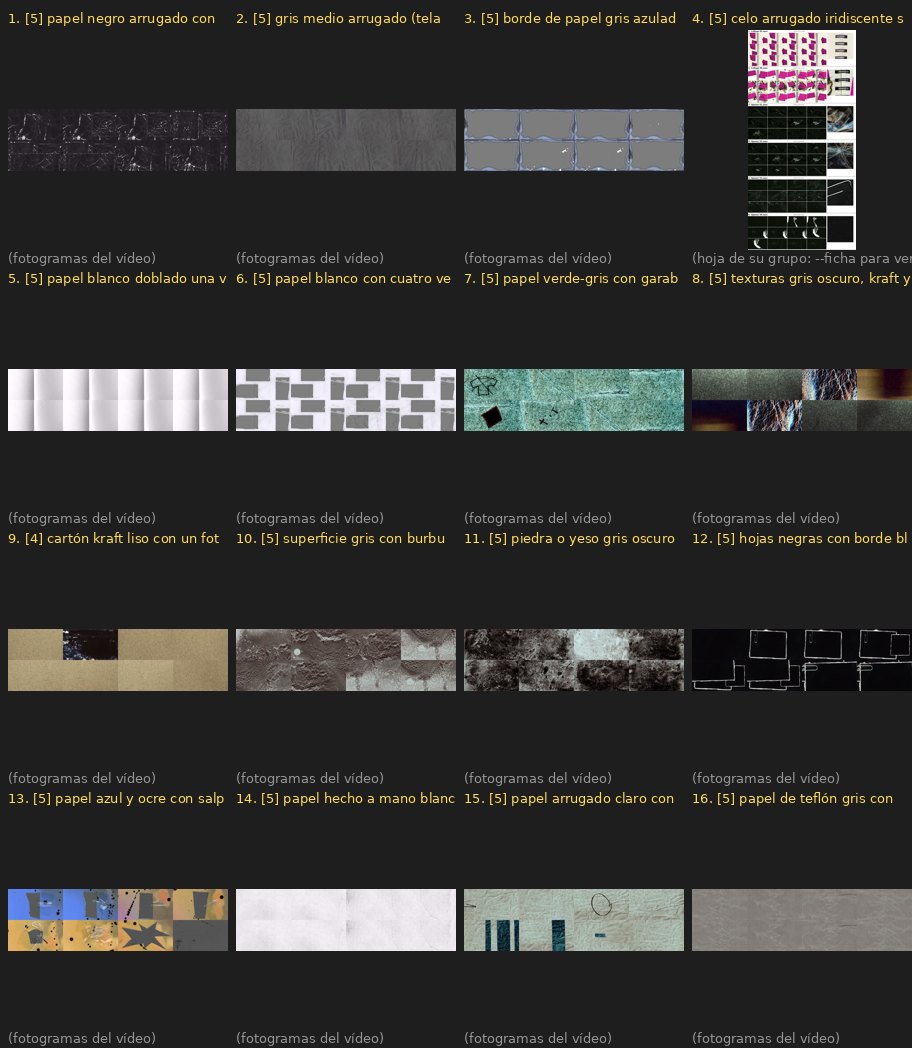 1. [5] papel negro arrugado con
2. [5] gris medio arrugado (tela
3. [5] borde de papel gris azulad
4. [5] celo arrugado iridiscente s
(fotogramas del vídeo)
(fotogramas del vídeo)
(fotogramas del vídeo)
(hoja de su grupo: --ficha para ver
5. [5] papel blanco doblado una v
6. [5] papel blanco con cuatro ve
7. [5] papel verde-gris con garab
8. [5] texturas gris oscuro, kraft y
(fotogramas del vídeo)
(fotogramas del vídeo)
(fotogramas del vídeo)
(fotogramas del vídeo)
9. [4] cartón kraft liso con un fot
10. [5] superficie gris con burbu
11. [5] piedra o yeso gris oscuro
12. [5] hojas negras con borde bl
(fotogramas del vídeo)
(fotogramas del vídeo)
(fotogramas del vídeo)
(fotogramas del vídeo)
13. [5] papel azul y ocre con salp
14. [5] papel hecho a mano blanc
15. [5] papel arrugado claro con
16. [5] papel de teflón gris con
(fotogramas del vídeo)
(fotogramas del vídeo)
(fotogramas del vídeo)
(fotogramas del vídeo)